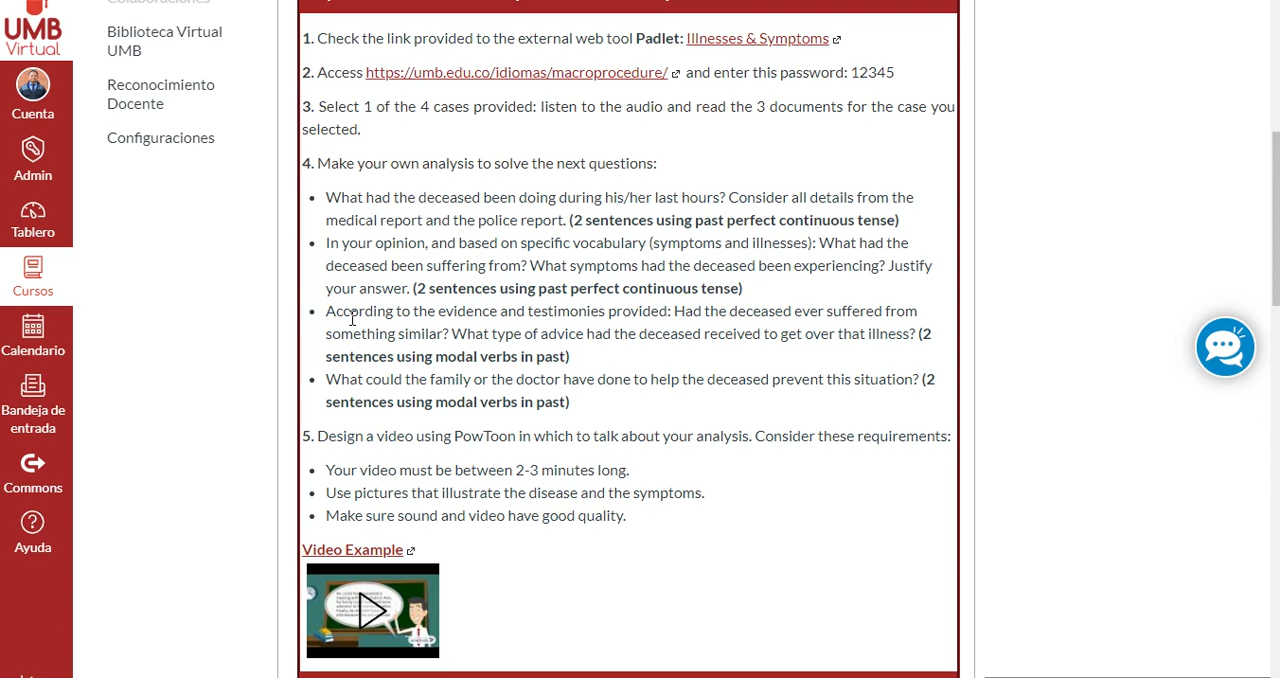 Colaboraciones
UMB
Virtual
Biblioteca Virtual
UMB
Reconocimiento
Docente
Configuraciones
Cuenta
Admin
Tablero
Cursos
Calendario
Bandeja de
entrada
Commons
Ayuda
1. Check the link provided to the external web tool Padlet: Illnesses & Symptoms
2. Access https://umb.edu.co/idiomas/macroprocedure/ and enter this password: 12345
3. Select 1 of the 4 cases provided: listen to the audio and read the 3 documents for the case you
selected.
4. Make your own analysis to solve the next questions:
• What had the deceased been doing during his/her last hours? Consider all details from the
medical report and the police report. (2 sentences using past perfect continuous tense)
• In your opinion, and based on specific vocabulary (symptoms and illnesses): What had the
deceased been suffering from? What symptoms had the deceased been experiencing? Justify
your answer. (2 sentences using past perfect continuous tense)
• According to the evidence and testimonies provided: Had the deceased ever suffered from
something similar? What type of advice had the deceased received to get over that illness? (2
sentences using modal verbs in past)
• What could the family or the doctor have done to help the deceased prevent this situation? (2
sentences using modal verbs in past)
5. Design a video using PowToon in which to talk about your analysis. Consider these requirements:
• Your video must be between 2-3 minutes long.
• Use pictures that illustrate the disease and the symptoms.
• Make sure sound and video have good quality.
Video Example